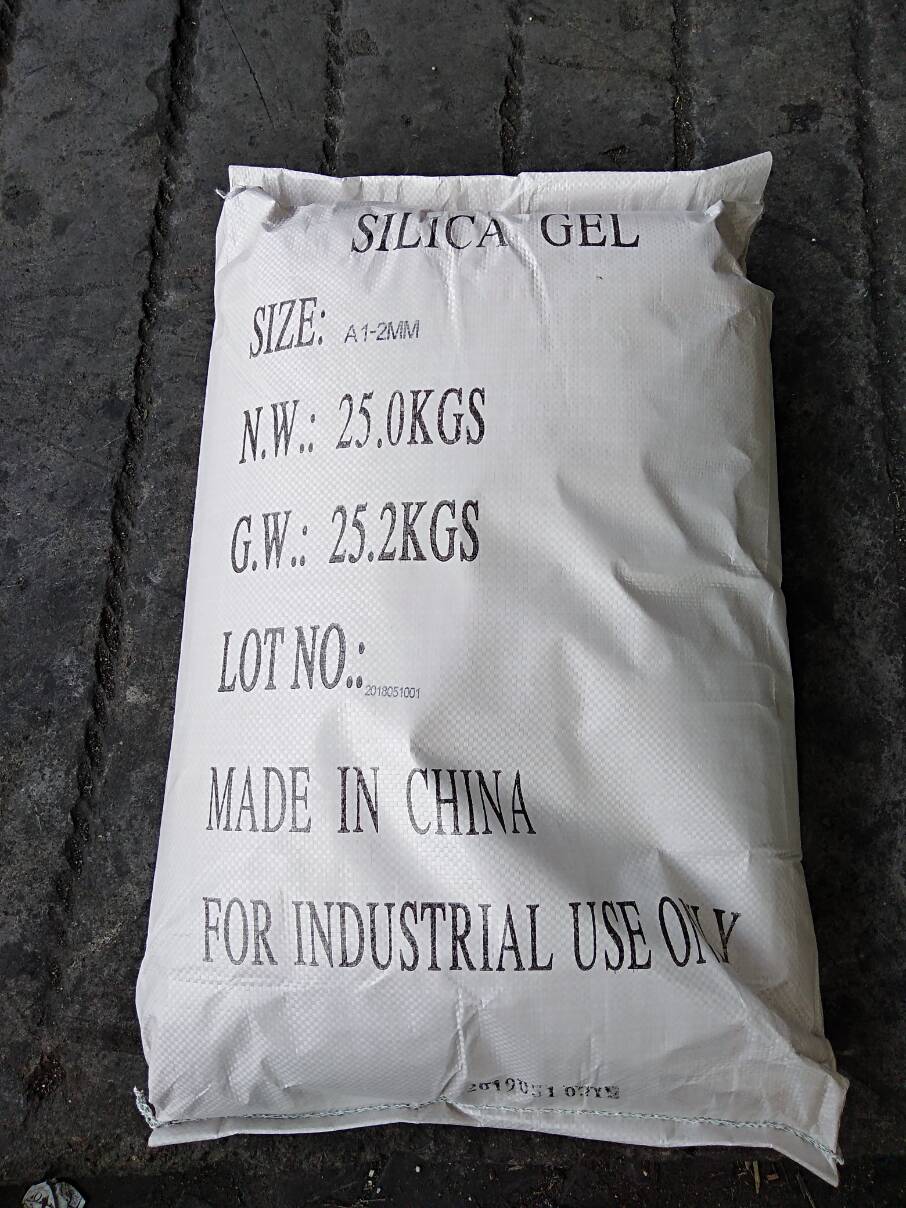 SILICA GEL
SIZE: A1-2MM
N.W.: 25.0KGS
G.W.: 25.2KGS
LOT NO.: 2018051001
MADE IN CHINA
FOR INDUSTRIAL USE ONLY